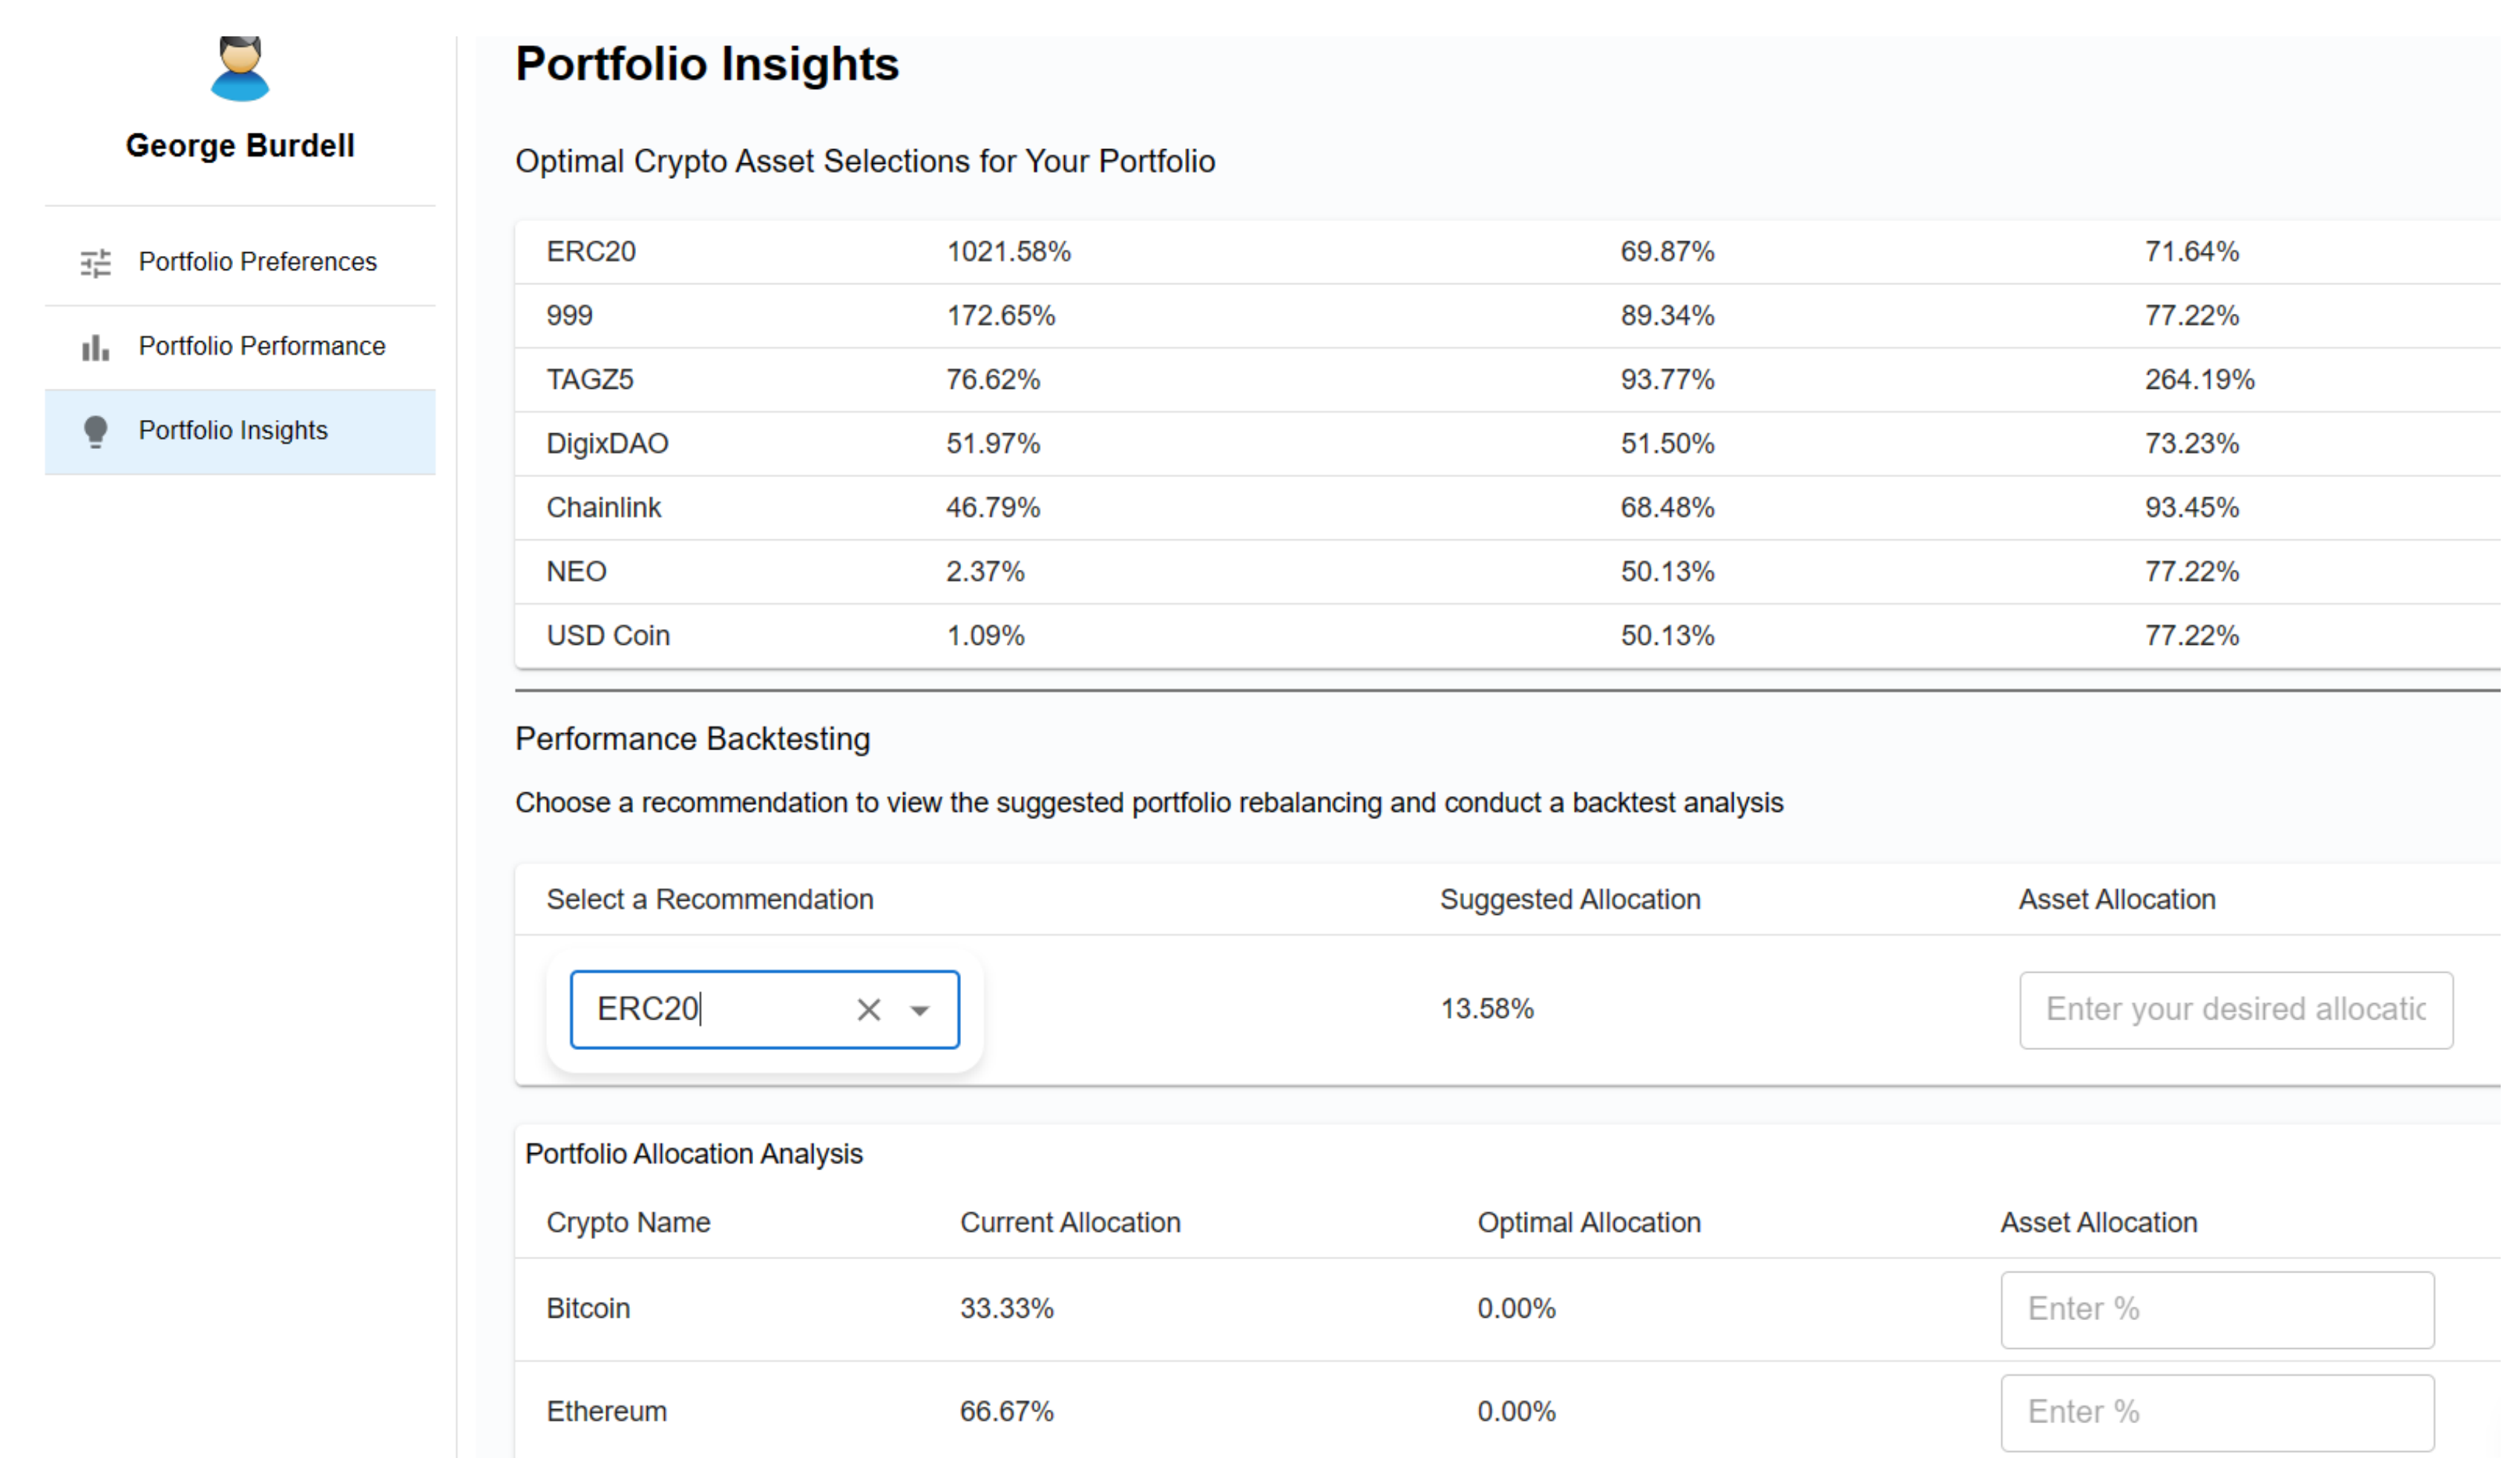 George Burdell
Portfolio Preferences
Portfolio Performance
Portfolio Insights
Portfolio Insights
Optimal Crypto Asset Selections for Your Portfolio
ERC20 1021.58% 69.87% 71.64%
999 172.65% 89.34% 77.22%
TAGZ5 76.62% 93.77% 264.19%
DigixDAO 51.97% 51.50% 73.23%
Chainlink 46.79% 68.48% 93.45%
NEO 2.37% 50.13% 77.22%
USD Coin 1.09% 50.13% 77.22%
Performance Backtesting
Choose a recommendation to view the suggested portfolio rebalancing and conduct a backtest analysis
Select a Recommendation Suggested Allocation Asset Allocation
ERC20 13.58% Enter your desired allocatic
Portfolio Allocation Analysis
Crypto Name Current Allocation Optimal Allocation Asset Allocation
Bitcoin 33.33% 0.00% Enter %
Ethereum 66.67% 0.00% Enter %